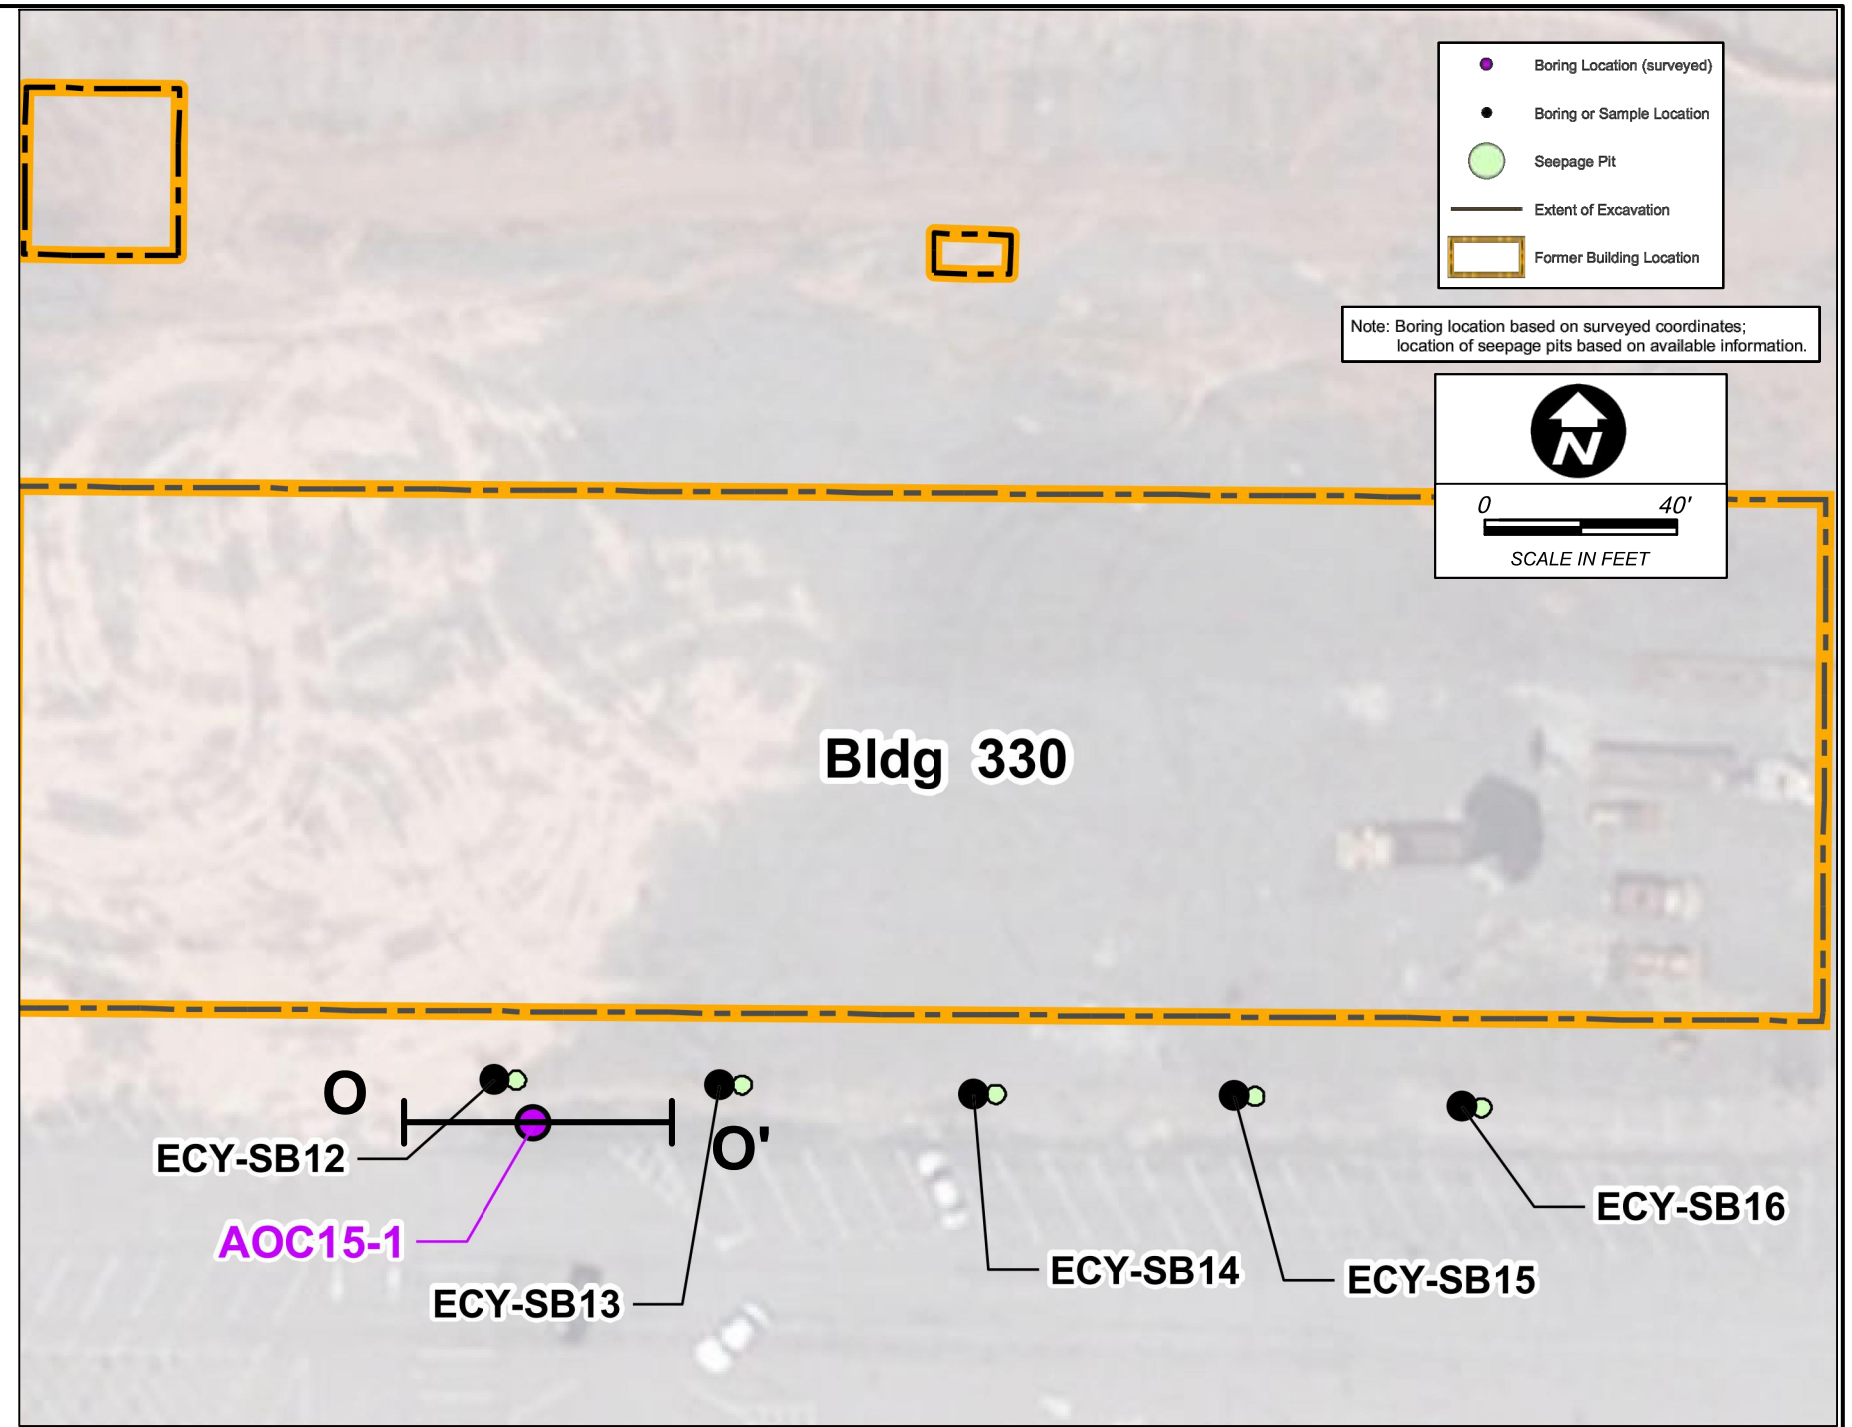 Boring Location (surveyed)
Boring or Sample Location
Seepage Pit
Extent of Excavation
Former Building Location
Note: Boring location based on surveyed coordinates;
location of seepage pits based on available information.
N
0 40'
SCALE IN FEET
Bldg 330
O
O'
ECY-SB12
AOC15-1
ECY-SB13
ECY-SB14
ECY-SB15
ECY-SB16